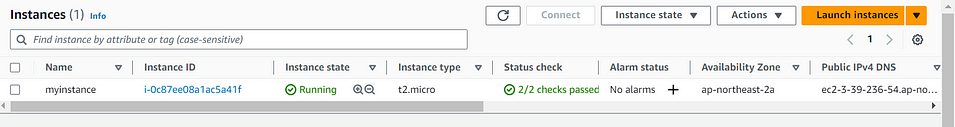 Instances (1) Info
Connect Instance state Actions Launch instances
Find instance by attribute or tag (case-sensitive)
1
Name Instance ID Instance state Instance type Status check Alarm status Availability Zone Public IPv4 DNS
myinstance i-0c87ee08a1ac5a41f Running t2.micro 2/2 checks passed No alarms + ap-northeast-2a ec2-3-39-236-54.ap-no...